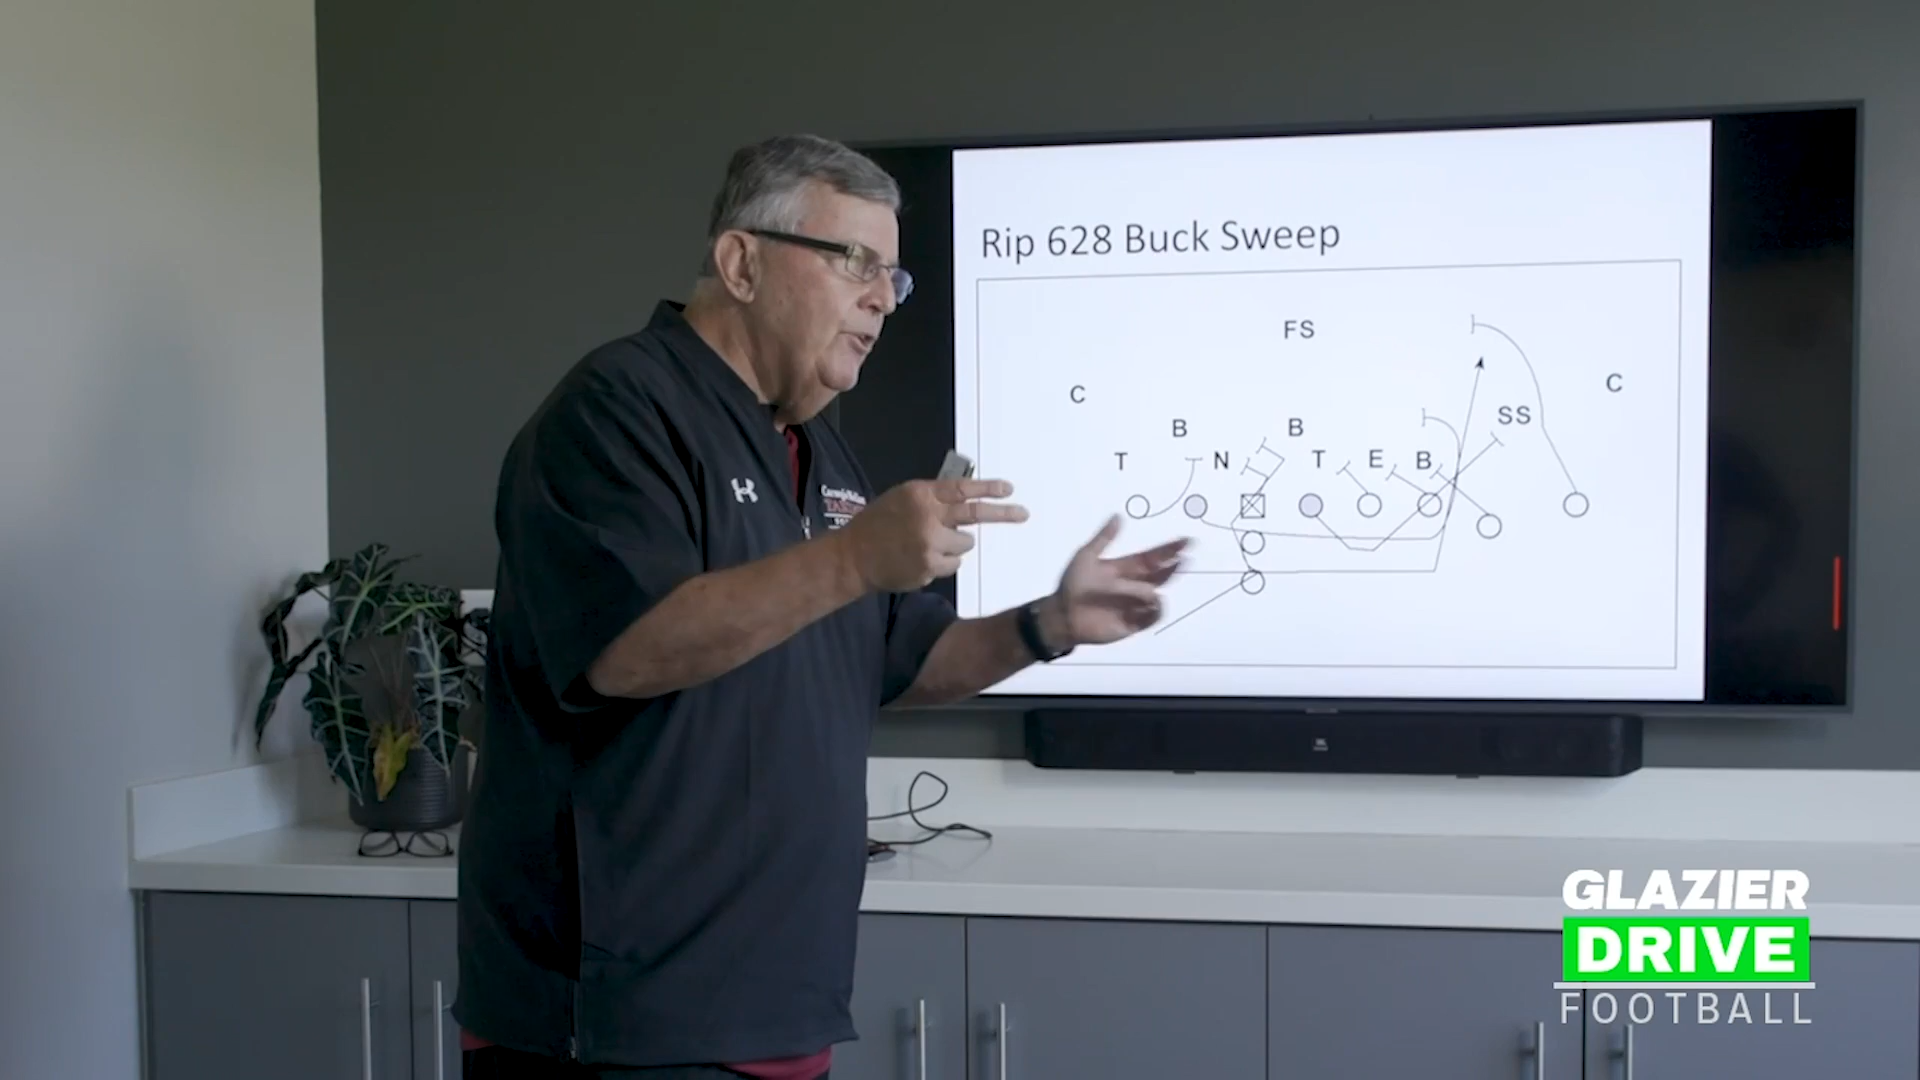 Rip 628 Buck Sweep
FS
C C
SS
B B
T N T E B
GLAZIER
DRIVE
FOOTBALL